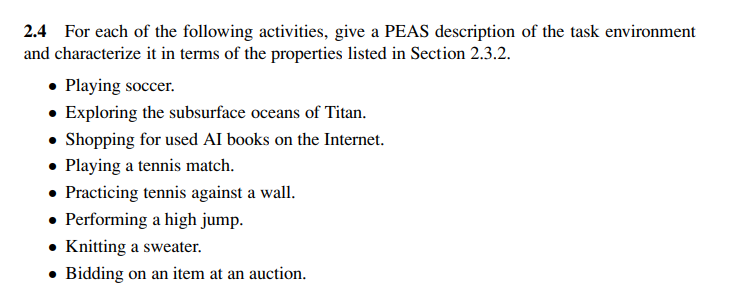 2.4 For each of the following activities, give a PEAS description of the task environment
and characterize it in terms of the properties listed in Section 2.3.2.
• Playing soccer.
• Exploring the subsurface oceans of Titan.
• Shopping for used AI books on the Internet.
• Playing a tennis match.
• Practicing tennis against a wall.
• Performing a high jump.
• Knitting a sweater.
• Bidding on an item at an auction.